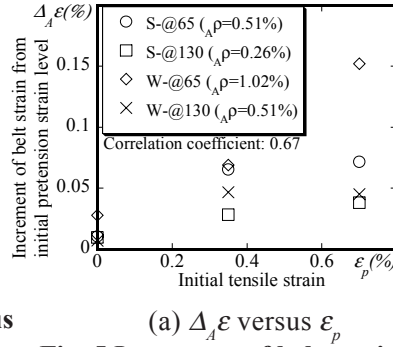 Δ_Aε(%)
S-@65 (_Aρ=0.51%)
S-@130 (_Aρ=0.26%)
W-@65 (_Aρ=1.02%)
W-@130 (_Aρ=0.51%)
Correlation coefficient: 0.67
Increment of belt strain from
initial pretension strain level
0.15
0.1
0.05
0
0 0.2 0.4 0.6
ε_p(%)
Initial tensile strain
us (a) Δ_Aε versus ε_p